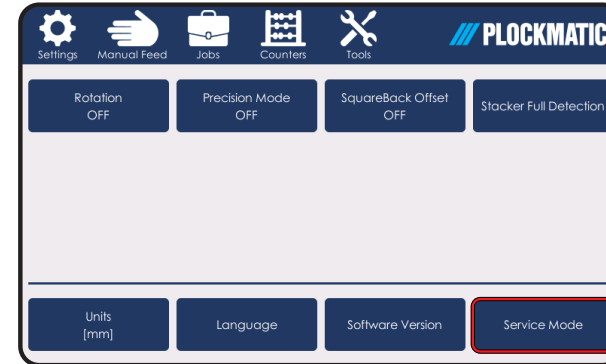 Settings
Manual Feed
Jobs
Counters
Tools
PLOCKMATIC
Rotation
OFF
Precision Mode
OFF
SquareBack Offset
OFF
Stacker Full Detection
Units
[mm]
Language
Software Version
Service Mode